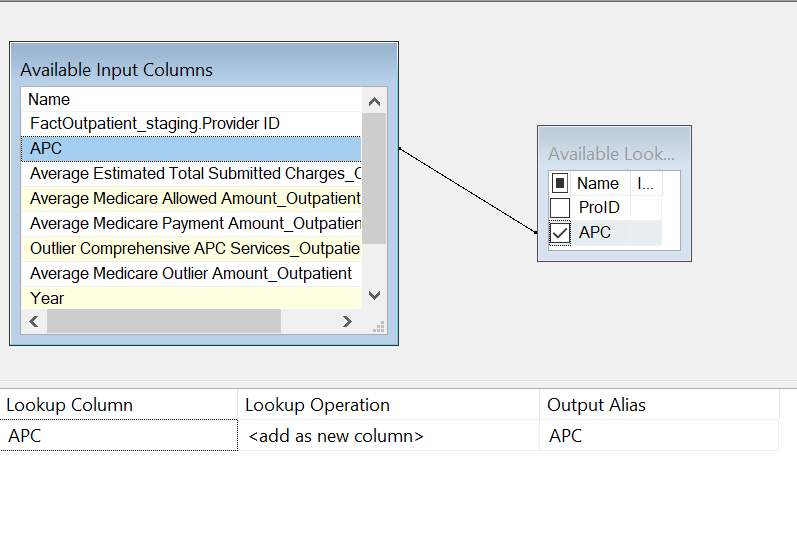 Available Input Columns
Name
FactOutpatient_staging.Provider ID
APC
Average Estimated Total Submitted Charges_
Average Medicare Allowed Amount_Outpatient
Average Medicare Payment Amount_Outpatien
Outlier Comprehensive APC Services_Outpatie
Average Medicare Outlier Amount_Outpatient
Year
Available Look...
Name I...
ProID
APC
Lookup Column Lookup Operation Output Alias
APC <add as new column> APC